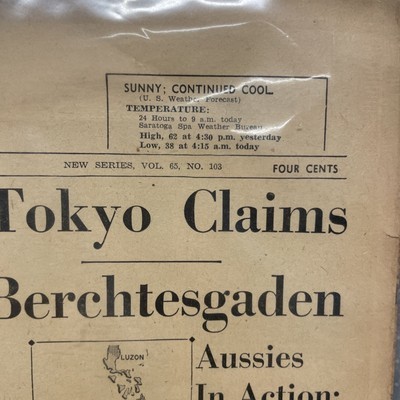 SUNNY; CONTINUED COOL.
(U. S. Weather Forecast)
TEMPERATURE:
24 Hours to 9 a.m. today
Saratoga Spa Weather Bureau
High, 62 at 4:30 p.m. yesterday
Low, 38 at 4:15 a.m. today
NEW SERIES, VOL. 65, NO. 103
FOUR CENTS
Tokyo Claims
Berchtesgaden
LUZON
Aussies
In Action;